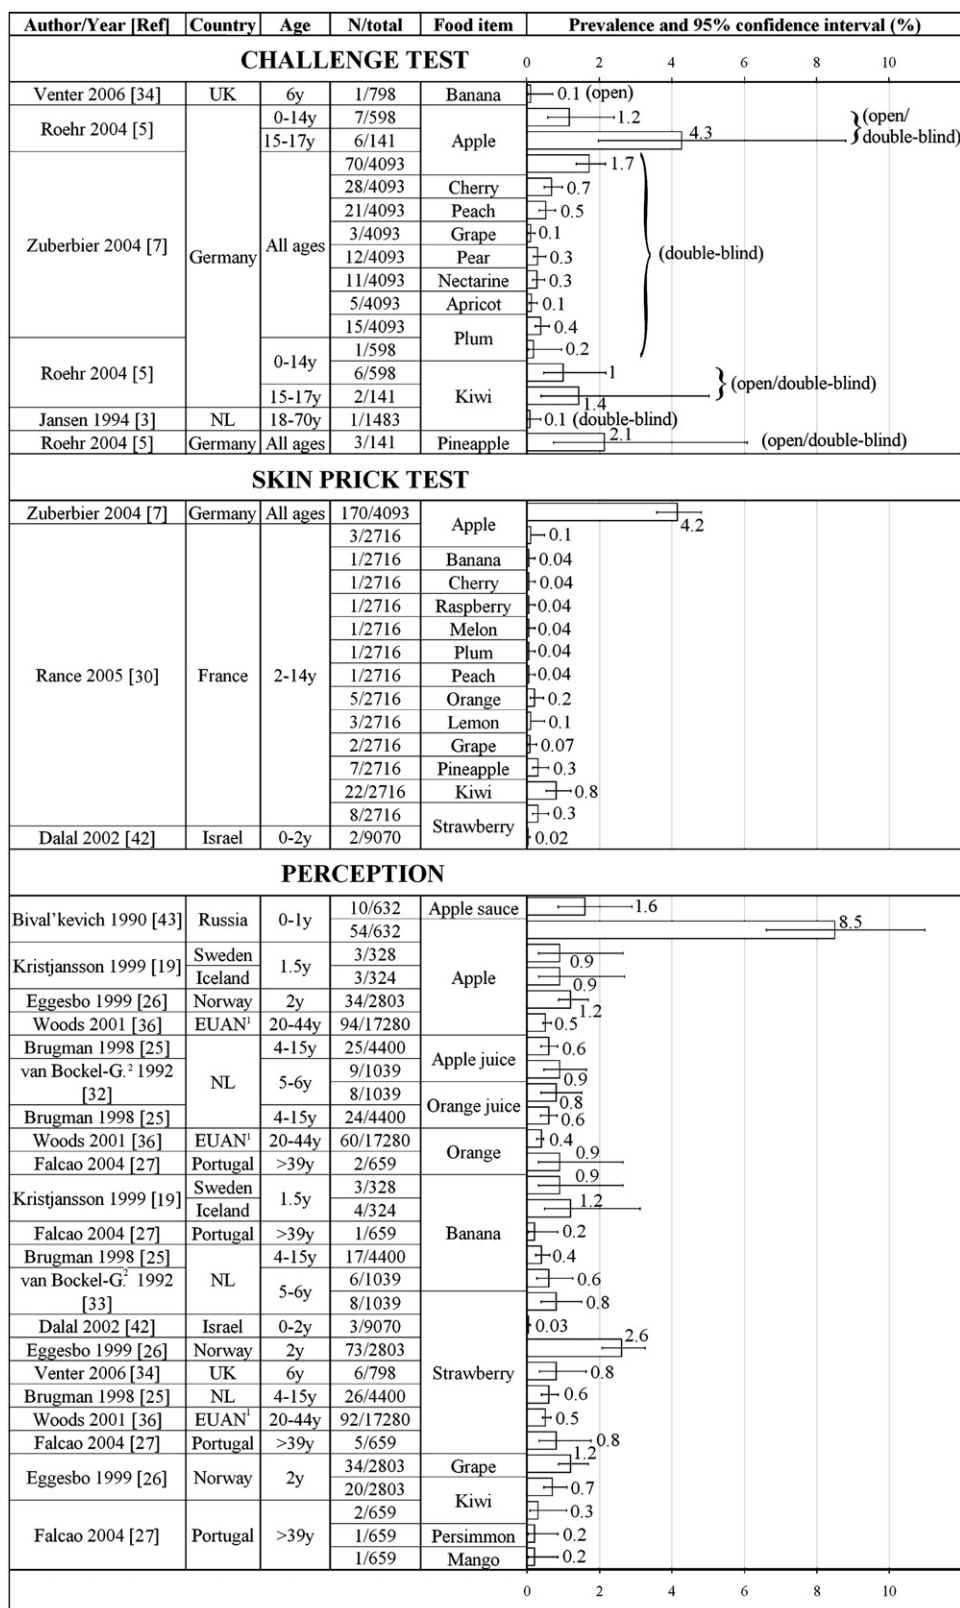 Author/Year [Ref] Country Age N/total Food item Prevalence and 95% confidence interval (%)
CHALLENGE TEST 0 2 4 6 8 10
Venter 2006 [34] UK 6y 1/798 Banana 0.1 (open)
Roehr 2004 [5] Germany 0-14y 7/598 Apple 1.2 (open/double-blind)
15-17y 6/141 4.3
Zuberbier 2004 [7] All ages 70/4093 1.7 (double-blind)
28/4093 Cherry 0.7
21/4093 Peach 0.5
3/4093 Grape 0.1
12/4093 Pear 0.3
11/4093 Nectarine 0.3
5/4093 Apricot 0.1
15/4093 Plum 0.4
Roehr 2004 [5] 0-14y 1/598 0.2
6/598 Kiwi 1 (open/double-blind)
15-17y 2/141 1.4
Jansen 1994 [3] NL 18-70y 1/1483 0.1 (double-blind)
Roehr 2004 [5] Germany All ages 3/141 Pineapple 2.1 (open/double-blind)
SKIN PRICK TEST
Zuberbier 2004 [7] Germany All ages 170/4093 Apple 4.2
Rance 2005 [30] France 2-14y 3/2716 0.1
1/2716 Banana 0.04
1/2716 Cherry 0.04
1/2716 Raspberry 0.04
1/2716 Melon 0.04
1/2716 Plum 0.04
1/2716 Peach 0.04
5/2716 Orange 0.2
3/2716 Lemon 0.1
2/2716 Grape 0.07
7/2716 Pineapple 0.3
22/2716 Kiwi 0.8
8/2716 Strawberry 0.3
Dalal 2002 [42] Israel 0-2y 2/9070 0.02
PERCEPTION
Bival'kevich 1990 [43] Russia 0-1y 10/632 Apple sauce 1.6
54/632 Apple 8.5
Kristjansson 1999 [19] Sweden 1.5y 3/328 0.9
Iceland 3/324 0.9
Eggesbo 1999 [26] Norway 2y 34/2803 1.2
Woods 2001 [36] EUAN¹ 20-44y 94/17280 0.5
Brugman 1998 [25] NL 4-15y 25/4400 Apple juice 0.6
van Bockel-G.² 1992 [32] 5-6y 9/1039 0.9
8/1039 Orange juice 0.8
Brugman 1998 [25] 4-15y 24/4400 0.6
Woods 2001 [36] EUAN¹ 20-44y 60/17280 Orange 0.4
Falcao 2004 [27] Portugal >39y 2/659 0.9
Kristjansson 1999 [19] Sweden 1.5y 3/328 Banana 0.9
Iceland 4/324 1.2
Falcao 2004 [27] Portugal >39y 1/659 0.2
Brugman 1998 [25] NL 4-15y 17/4400 0.4
van Bockel-G.² 1992 [33] 5-6y 6/1039 0.6
8/1039 Strawberry 0.8
Dalal 2002 [42] Israel 0-2y 3/9070 0.03
Eggesbo 1999 [26] Norway 2y 73/2803 2.6
Venter 2006 [34] UK 6y 6/798 0.8
Brugman 1998 [25] NL 4-15y 26/4400 0.6
Woods 2001 [36] EUAN¹ 20-44y 92/17280 0.5
Falcao 2004 [27] Portugal >39y 5/659 0.8
Eggesbo 1999 [26] Norway 2y 34/2803 Grape 1.2
20/2803 Kiwi 0.7
Falcao 2004 [27] Portugal >39y 2/659 0.3
1/659 Persimmon 0.2
1/659 Mango 0.2
0 2 4 6 8 10